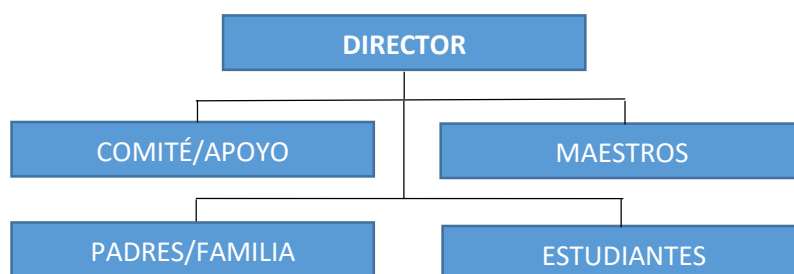 DIRECTOR
COMITÉ/APOYO
MAESTROS
PADRES/FAMILIA
ESTUDIANTES